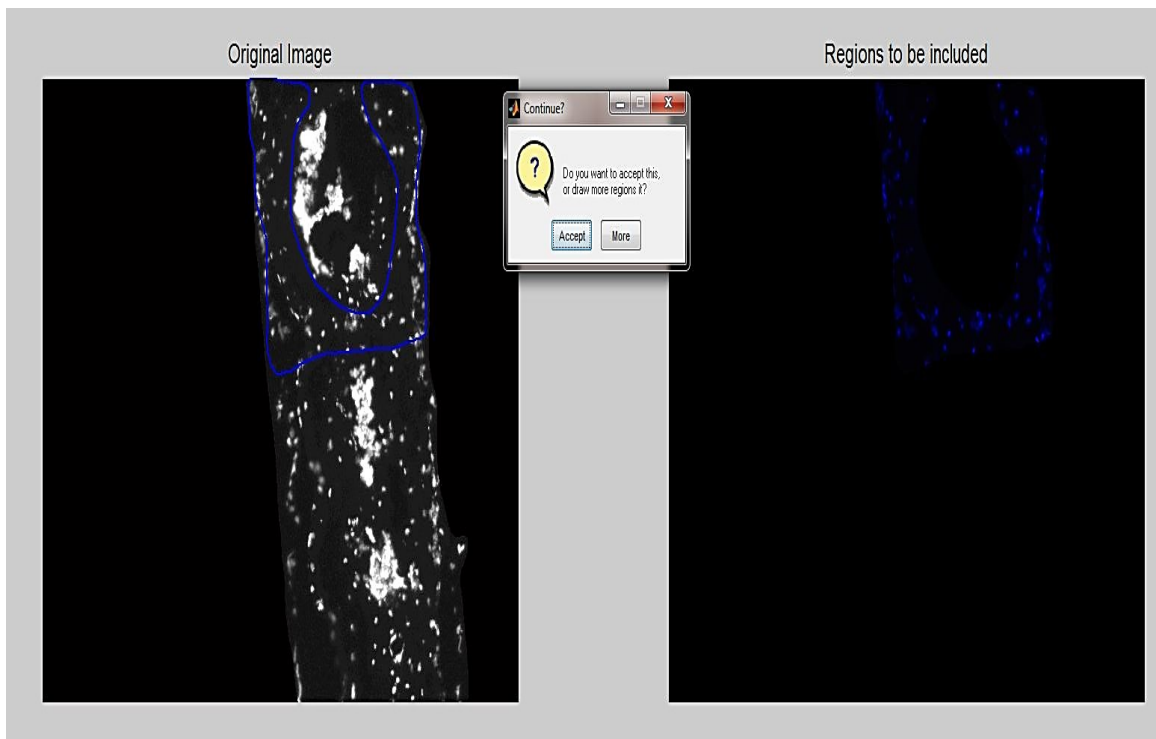 Original Image
Regions to be included
Continue?
Do you want to accept this,
or draw more regions it?
Accept
More